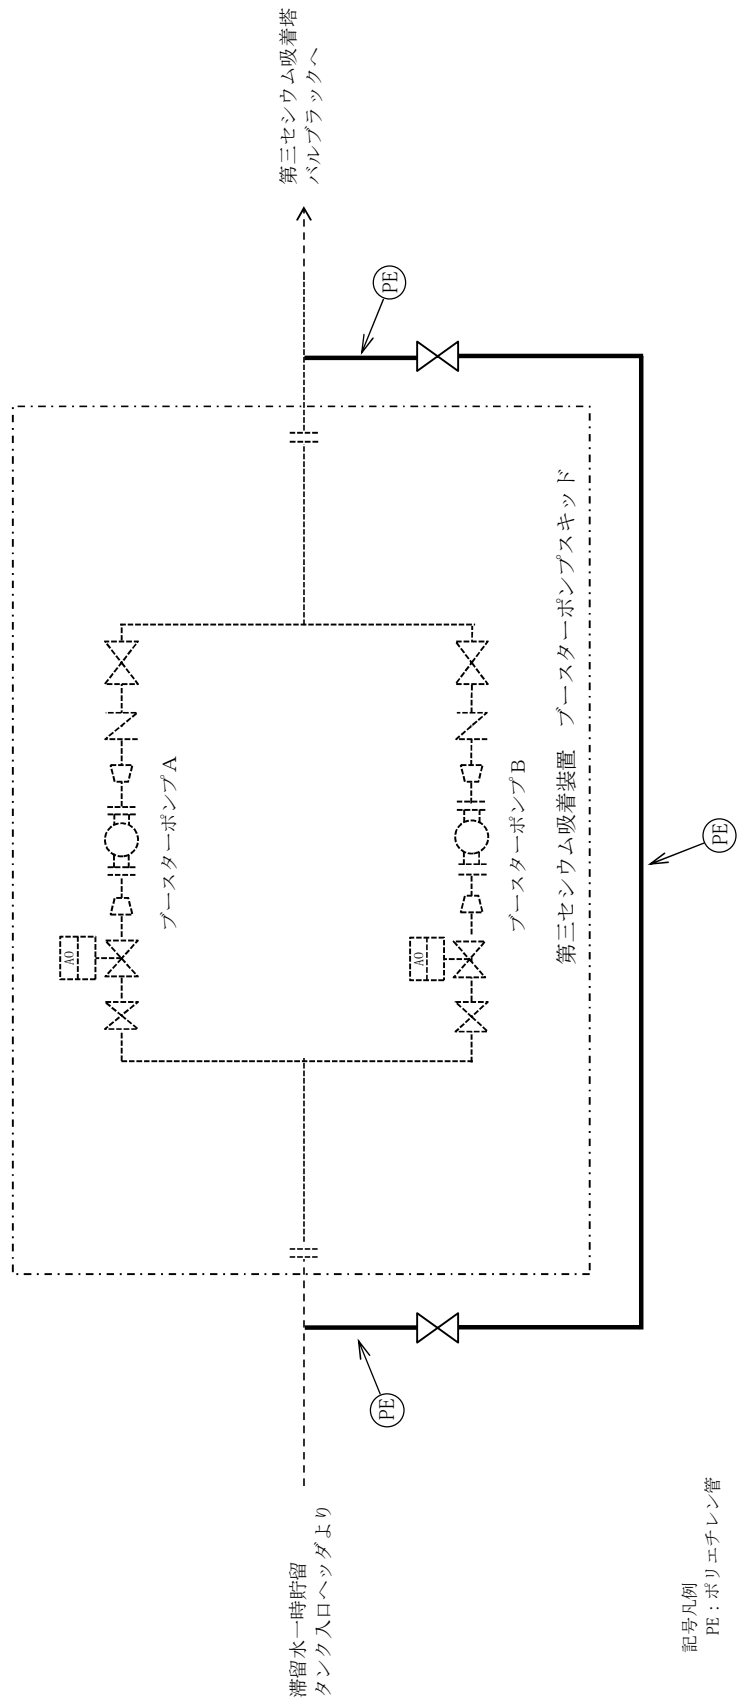 滞留水一時貯留
タンク入口ヘッダより
第三セシウム吸着塔
バルブラックへ
AO
ブースターポンプA
AO
ブースターポンプB
第三セシウム吸着装置　ブースターポンプスキッド
PE
PE
PE
記号凡例
PE：ポリエチレン管